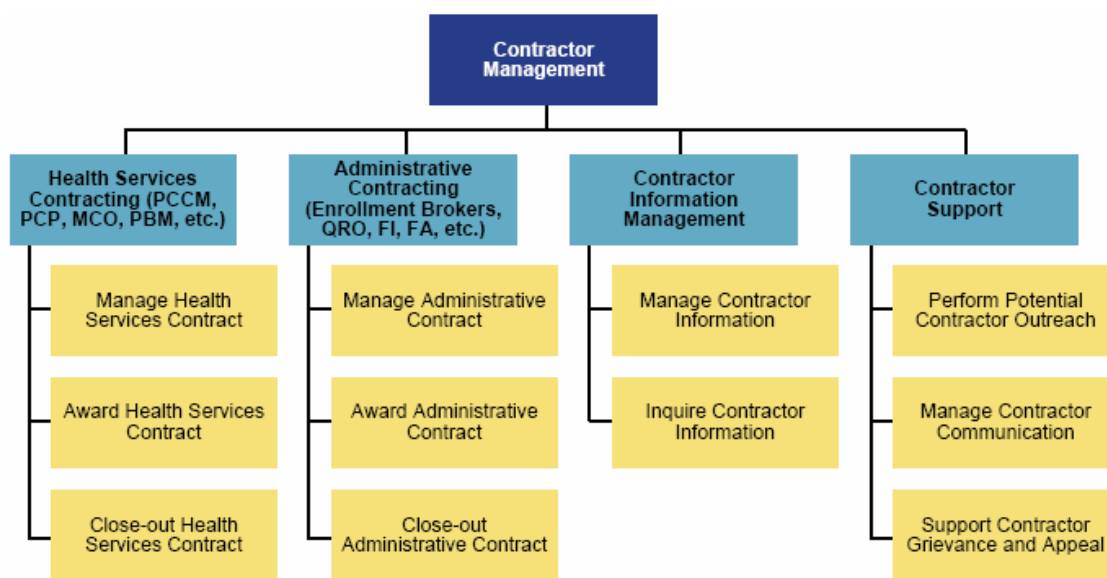 Contractor
Management
Health Services
Contracting (PCCM,
PCP, MCO, PBM, etc.)
Administrative
Contracting
(Enrollment Brokers,
QRO, FI, FA, etc.)
Contractor
Information
Management
Contractor
Support
Manage Health
Services Contract
Manage Administrative
Contract
Manage Contractor
Information
Perform Potential
Contractor Outreach
Award Health Services
Contract
Award Administrative
Contract
Inquire Contractor
Information
Manage Contractor
Communication
Close-out Health
Services Contract
Close-out
Administrative Contract
Support Contractor
Grievance and Appeal